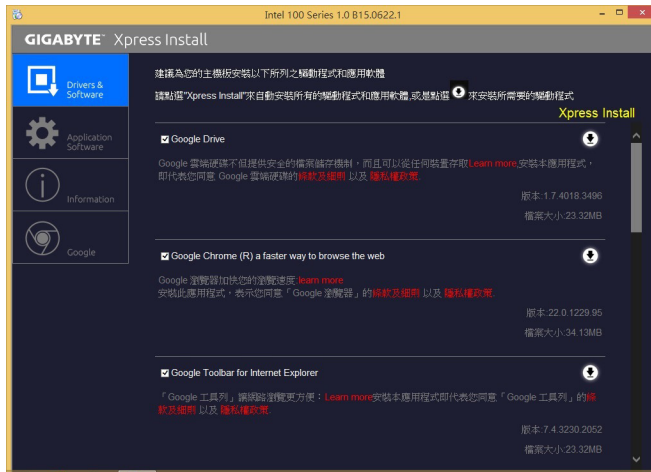 Intel 100 Series 1.0 B15.0622.1
GIGABYTE™ Xpress Install
Drivers & Software
Application Software
Information
Google
建議為您的主機板安裝以下所列之驅動程式和應用軟體
請點選"Xpress Install"來自動安裝所有的驅動程式和應用軟體,或是點選 來安裝所需要的驅動程式
Xpress Install
Google Drive
Google 雲端硬碟不但提供安全的檔案儲存機制，而且可以從任何裝置存取Learn more.安裝本應用程式，
即代表您同意 Google 雲端硬碟的條款及細則 以及 隱私權政策.
版本:1.7.4018.3496
檔案大小:23.32MB
Google Chrome (R) a faster way to browse the web
Google 瀏覽器加快您的瀏覽速度.learn more
安裝此應用程式，表示您同意「Google 瀏覽器」的條款及細則 以及 隱私權政策.
版本:22.0.1229.95
檔案大小:34.13MB
Google Toolbar for Internet Explorer
「Google 工具列」讓網路瀏覽更方便：Learn more安裝本應用程式即代表您同意「Google 工具列」的條
款及細則 以及 隱私權政策.
版本:7.4.3230.2052
檔案大小:23.32MB